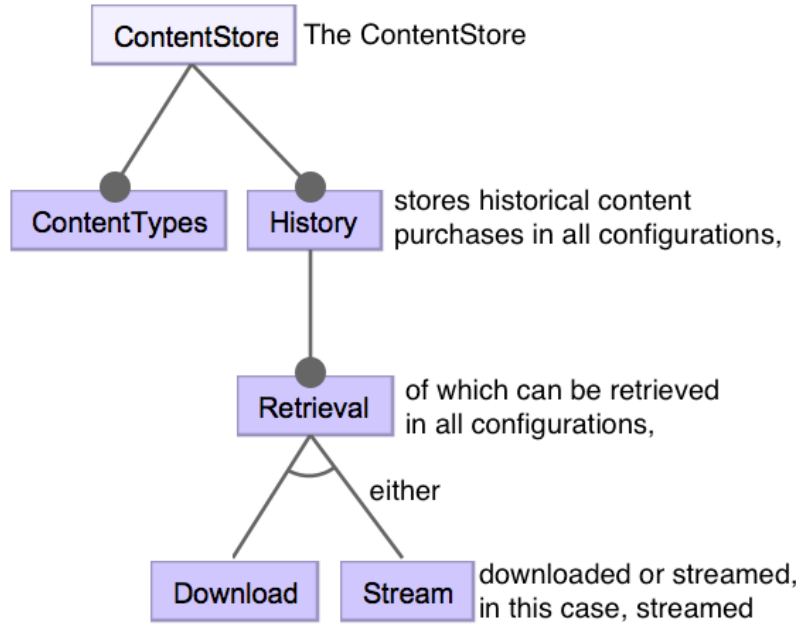 ContentStore The ContentStore
ContentTypes
History
stores historical content
purchases in all configurations,
Retrieval
of which can be retrieved
in all configurations,
either
Download
Stream
downloaded or streamed,
in this case, streamed